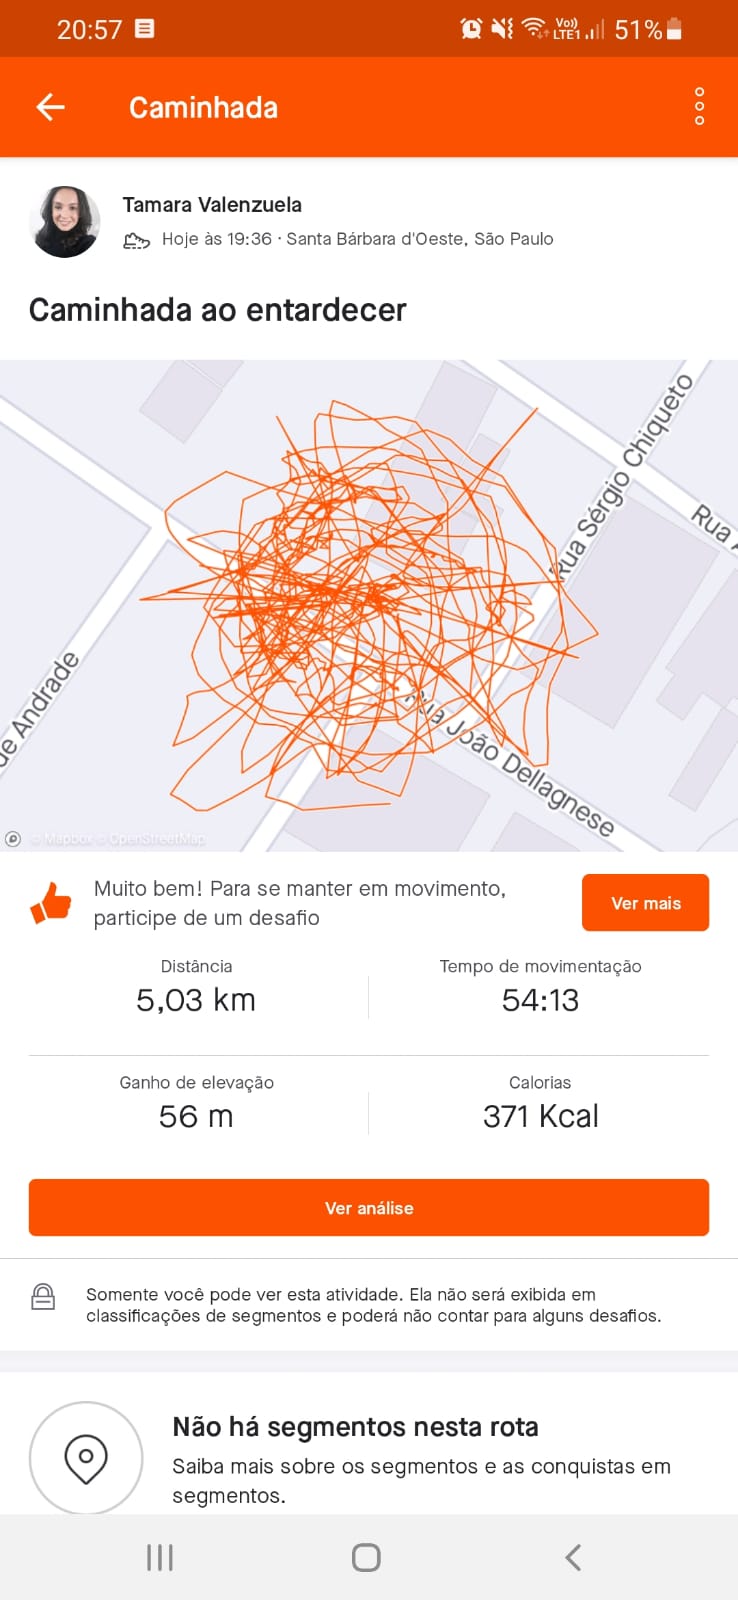 20:57
Vo))
LTE1
51%
Caminhada
Tamara Valenzuela
Hoje às 19:36 · Santa Bárbara d'Oeste, São Paulo
Caminhada ao entardecer
Rua Sérgio Chiqueto
Rua
de Andrade
Rua João Dellagnese
© Mapbox © OpenStreetMap
Muito bem! Para se manter em movimento,
participe de um desafio
Ver mais
Distância
5,03 km
Tempo de movimentação
54:13
Ganho de elevação
56 m
Calorias
371 Kcal
Ver análise
Somente você pode ver esta atividade. Ela não será exibida em
classificações de segmentos e poderá não contar para alguns desafios.
Não há segmentos nesta rota
Saiba mais sobre os segmentos e as conquistas em
segmentos.